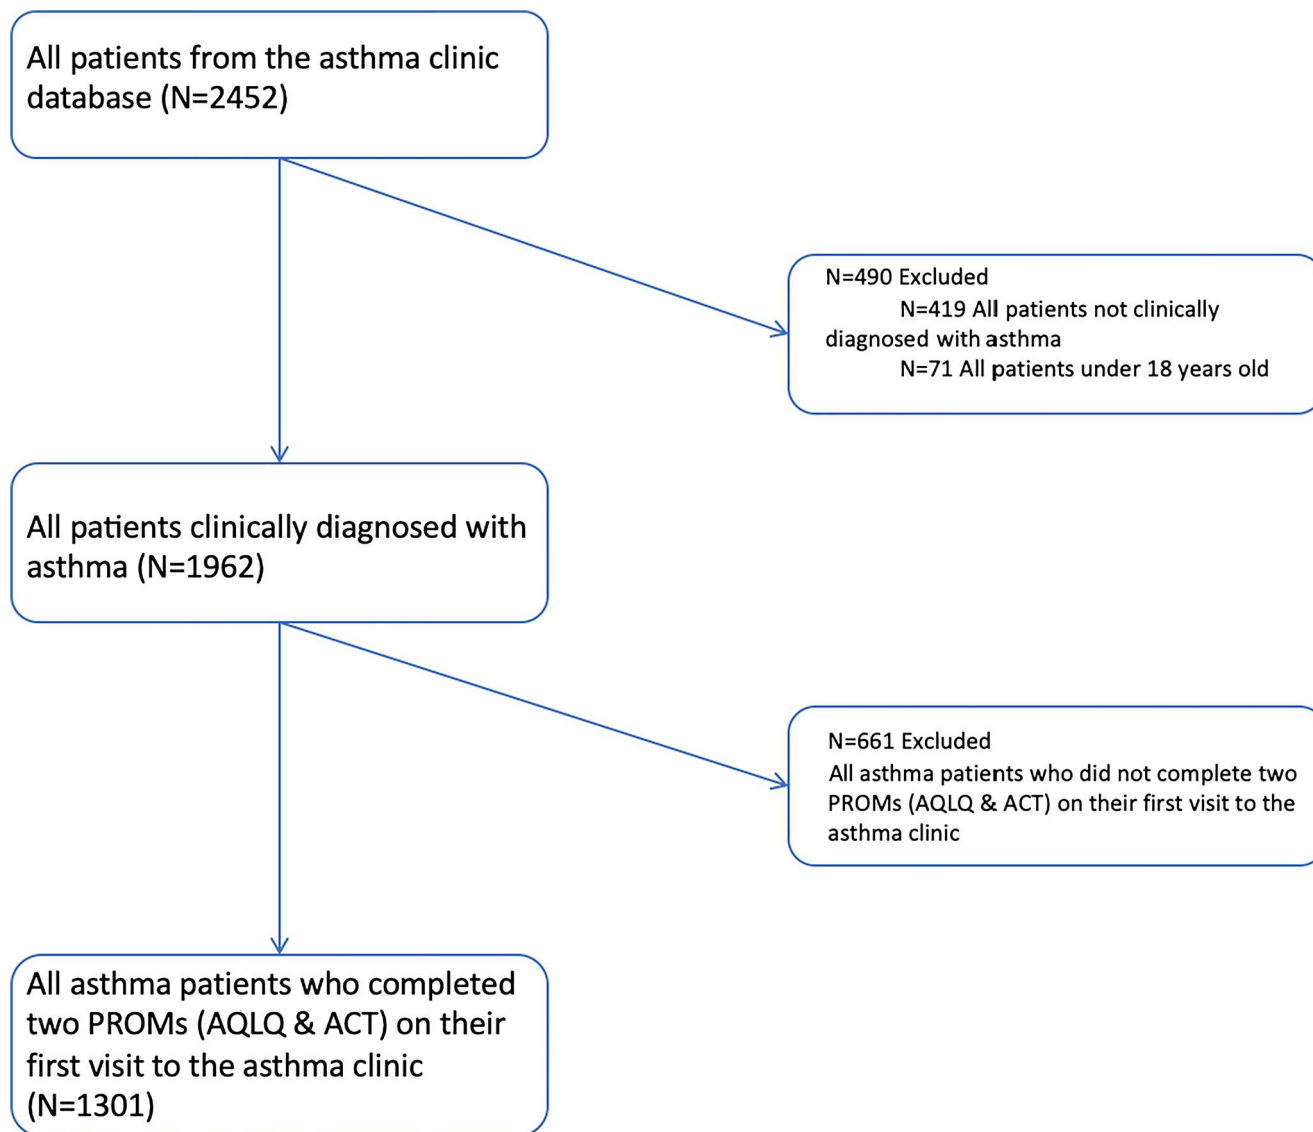 All patients from the asthma clinic
database (N=2452)
N=490 Excluded
N=419 All patients not clinically
diagnosed with asthma
N=71 All patients under 18 years old
All patients clinically diagnosed with
asthma (N=1962)
N=661 Excluded
All asthma patients who did not complete two
PROMs (AQLQ & ACT) on their first visit to the
asthma clinic
All asthma patients who completed
two PROMs (AQLQ & ACT) on their
first visit to the asthma clinic
(N=1301)